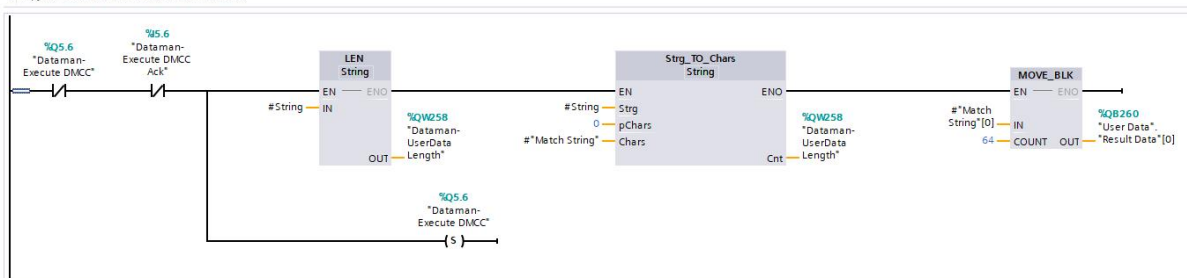 %Q5.6
"Dataman-
Execute DMCC"
%I5.6
"Dataman-
Execute DMCC
Ack"
LEN
String
EN
ENO
#String
IN
%QW258
"Dataman-
UserData
Length"
OUT
Strg_TO_Chars
String
EN
ENO
#String
Strg
0
pChars
#"Match String"
Chars
%QW258
"Dataman-
UserData
Length"
Cnt
MOVE_BLK
EN
ENO
#"Match
String"[0]
IN
64
COUNT
OUT
%QB260
"User Data".
"Result Data"[0]
%Q5.6
"Dataman-
Execute DMCC"
S